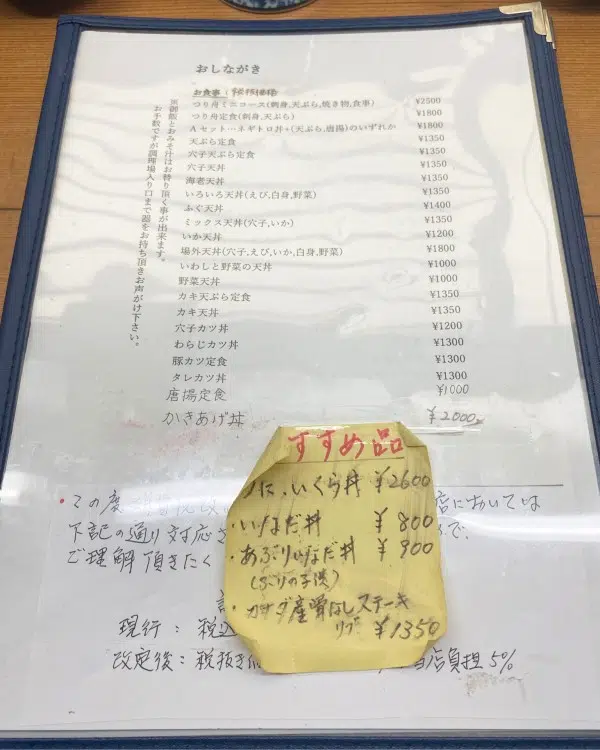 おしながき
お食事:
つり舟ミニコース(刺身,天ぷら,焼き物,食事) ¥2500
つり舟定食(刺身,天ぷら) ¥1800
Aセット…ネギトロ丼+(天ぷら,唐揚)のいずれか ¥1800
天ぷら定食 ¥1350
穴子天ぷら定食 ¥1350
穴子天丼 ¥1350
海老天丼 ¥1350
いろいろ天丼(えび,白身,野菜) ¥1350
ふぐ天丼 ¥1400
ミックス天丼(穴子,いか) ¥1350
いか天丼 ¥1200
場外天丼(穴子,えび,いか,白身,野菜) ¥1800
いわしと野菜の天丼 ¥1000
野菜天丼 ¥1000
カキ天ぷら定食 ¥1350
カキ天丼 ¥1350
穴子カツ丼 ¥1200
わらじカツ丼 ¥1300
豚カツ定食 ¥1300
タレカツ丼 ¥1300
唐揚定食 ¥1000
かきあげ丼 ¥2000
※御飯とおみそ汁はお替り頂く事が出来ます。
お手数ですが調理場入り口まで器をお持ち頂きお声がけ下さい。
すすめ品
うに、いくら丼 ¥2600
・いなだ丼 ¥800
・あぶりいなだ丼 ¥900
(ぶりの子供)
・カナダ産骨なしステーキ
リブ ¥1350
・この度 店においては
下記の通り対応さ で、
ご理解頂きたく
現行: 税込
改定後: 税抜き 当店負担5%